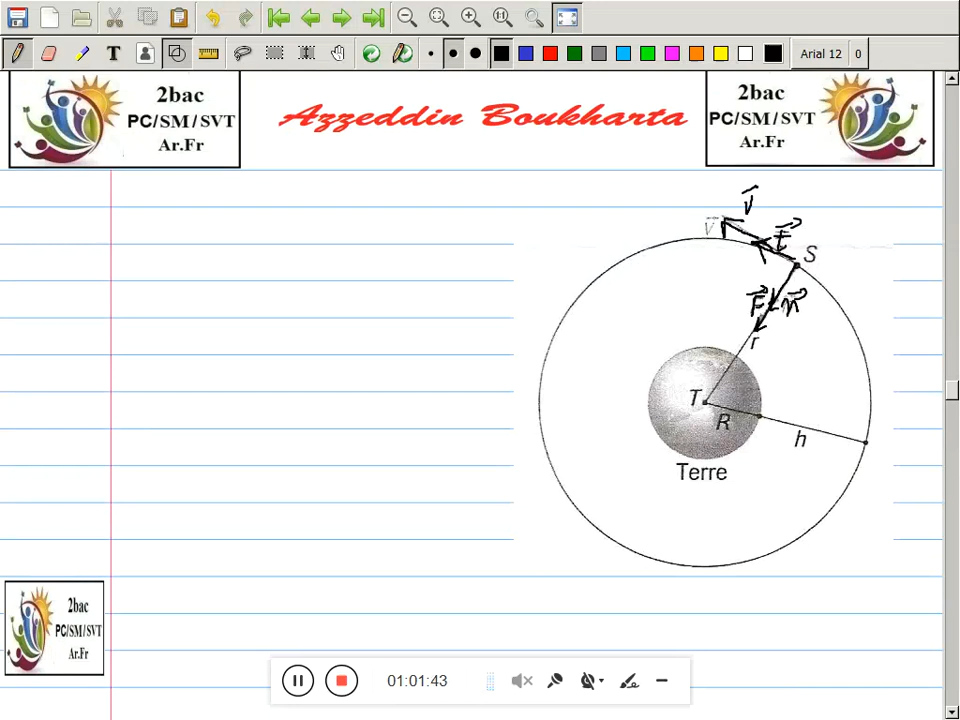 T
Arial 12
0
2bac
PC/SM/SVT
Ar.Fr
Azzeddin Boukharta
2bac
PC/SM/SVT
Ar.Fr
V⃗
v⃗
t⃗
S
F⃗
n⃗
r
T
R
h
Terre
2bac
PC/SM/SVT
Ar.Fr
01:01:43